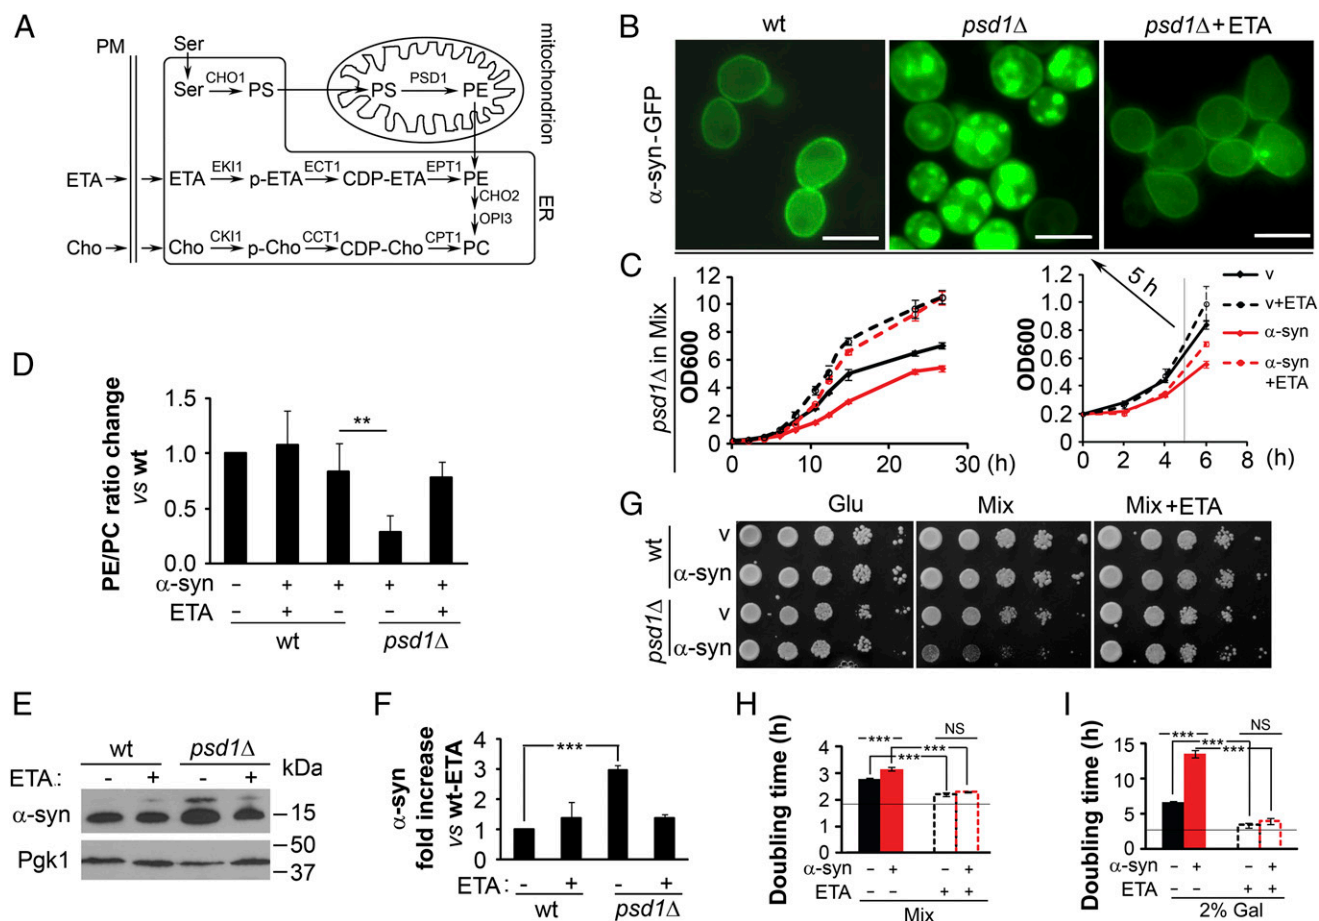 A
PM
Ser
Ser CHO1 PS
PS PSD1 PE
mitochondrion
ETA ETA EKI1 p-ETA ECT1 CDP-ETA EPT1 PE
CHO2
OPI3
ER
Cho Cho CKI1 p-Cho CCT1 CDP-Cho CPT1 PC
B
wt psd1Δ psd1Δ+ETA
α-syn-GFP
C
psd1Δ in Mix
OD600
12
10
8
6
4
2
0
0 10 20 30 (h)
5 h
OD600
1.2
1.0
0.8
0.6
0.4
0.2
0
0 2 4 6 8 (h)
v
v+ETA
α-syn
α-syn
+ETA
D
PE/PC ratio change
vs wt
1.5
1.0
0.5
0.0
**
α-syn – + + + +
ETA + – – +
wt psd1Δ
E
wt psd1Δ
ETA.: - + - + kDa
α-syn 15
50
Pgk1 37
F
α-syn
fold increase
vs wt-ETA
4
3
2
1
0
***
ETA : - + - +
wt psd1Δ
G
Glu Mix Mix+ETA
wt
v
α-syn
psd1Δ
v
α-syn
H
Doubling time (h)
4
3
2
1
0
NS
***
***
***
α-syn – + – +
ETA – – + +
Mix
I
Doubling time (h)
15
10
5
0
NS
***
***
***
α-syn – + – +
ETA – – + +
2% Gal